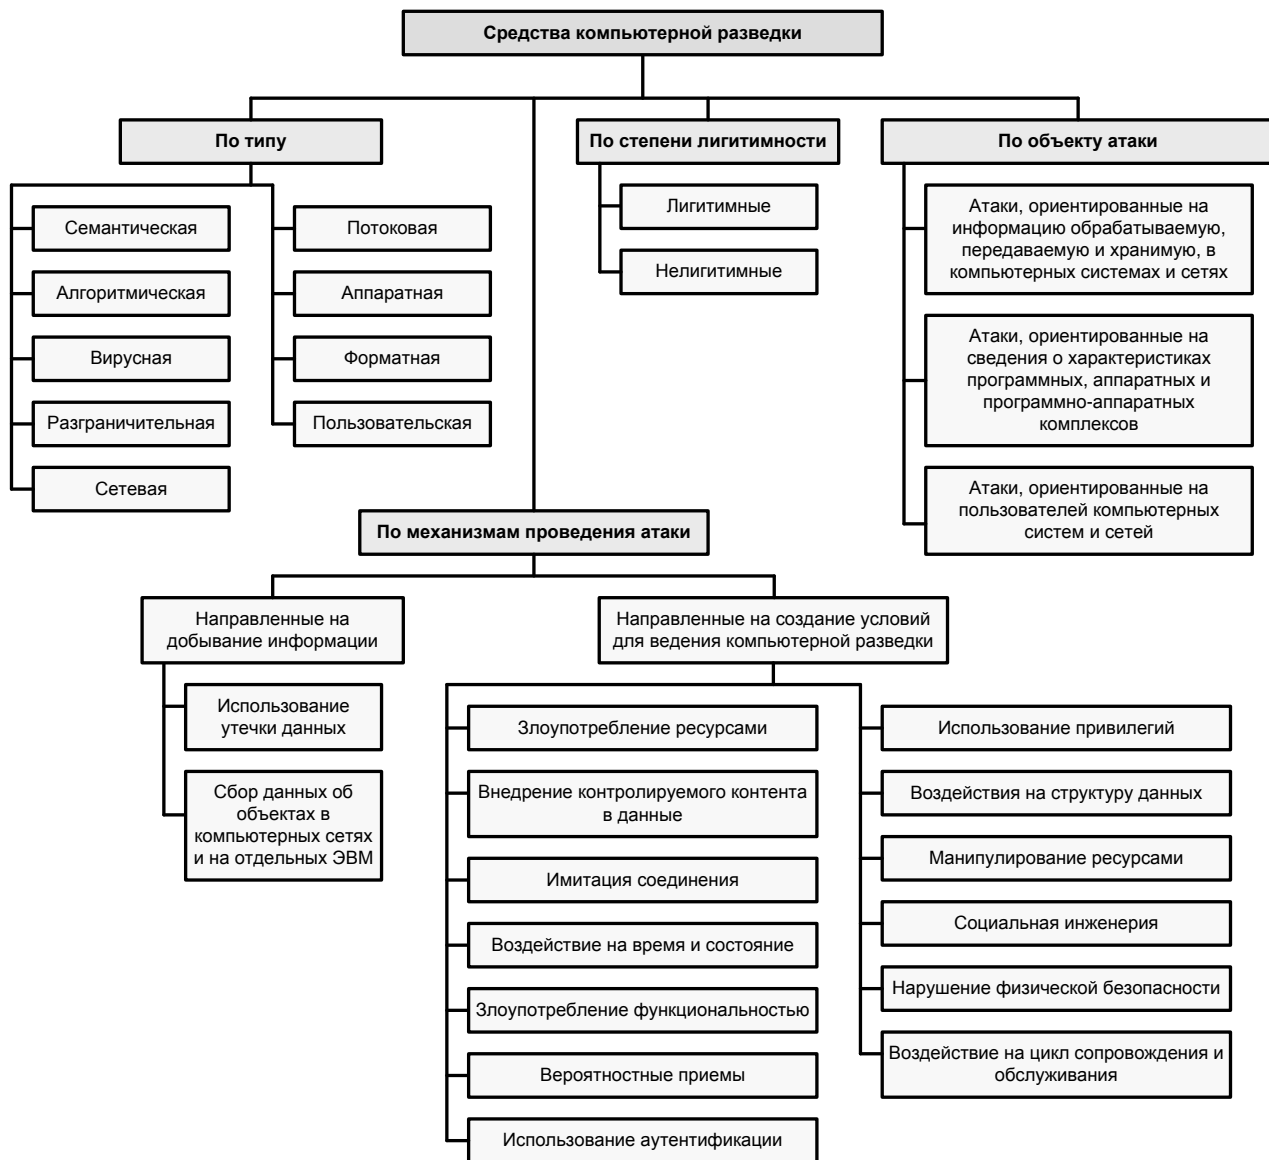 Средства компьютерной разведки
По типу
По степени лигитимности
По объекту атаки
Семантическая
Алгоритмическая
Вирусная
Разграничительная
Сетевая
Потоковая
Аппаратная
Форматная
Пользовательская
Лигитимные
Нелигитимные
Атаки, ориентированные на
информацию обрабатываемую,
передаваемую и хранимую, в
компьютерных системах и сетях
Атаки, ориентированные на
сведения о характеристиках
программных, аппаратных и
программно-аппаратных
комплексов
Атаки, ориентированные на
пользователей компьютерных
систем и сетей
По механизмам проведения атаки
Направленные на
добывание информации
Использование
утечки данных
Сбор данных об
объектах в
компьютерных сетях
и на отдельных ЭВМ
Направленные на создание условий
для ведения компьютерной разведки
Злоупотребление ресурсами
Внедрение контролируемого контента
в данные
Имитация соединения
Воздействие на время и состояние
Злоупотребление функциональностью
Вероятностные приемы
Использование аутентификации
Использование привилегий
Воздействия на структуру данных
Манипулирование ресурсами
Социальная инженерия
Нарушение физической безопасности
Воздействие на цикл сопровождения и
обслуживания